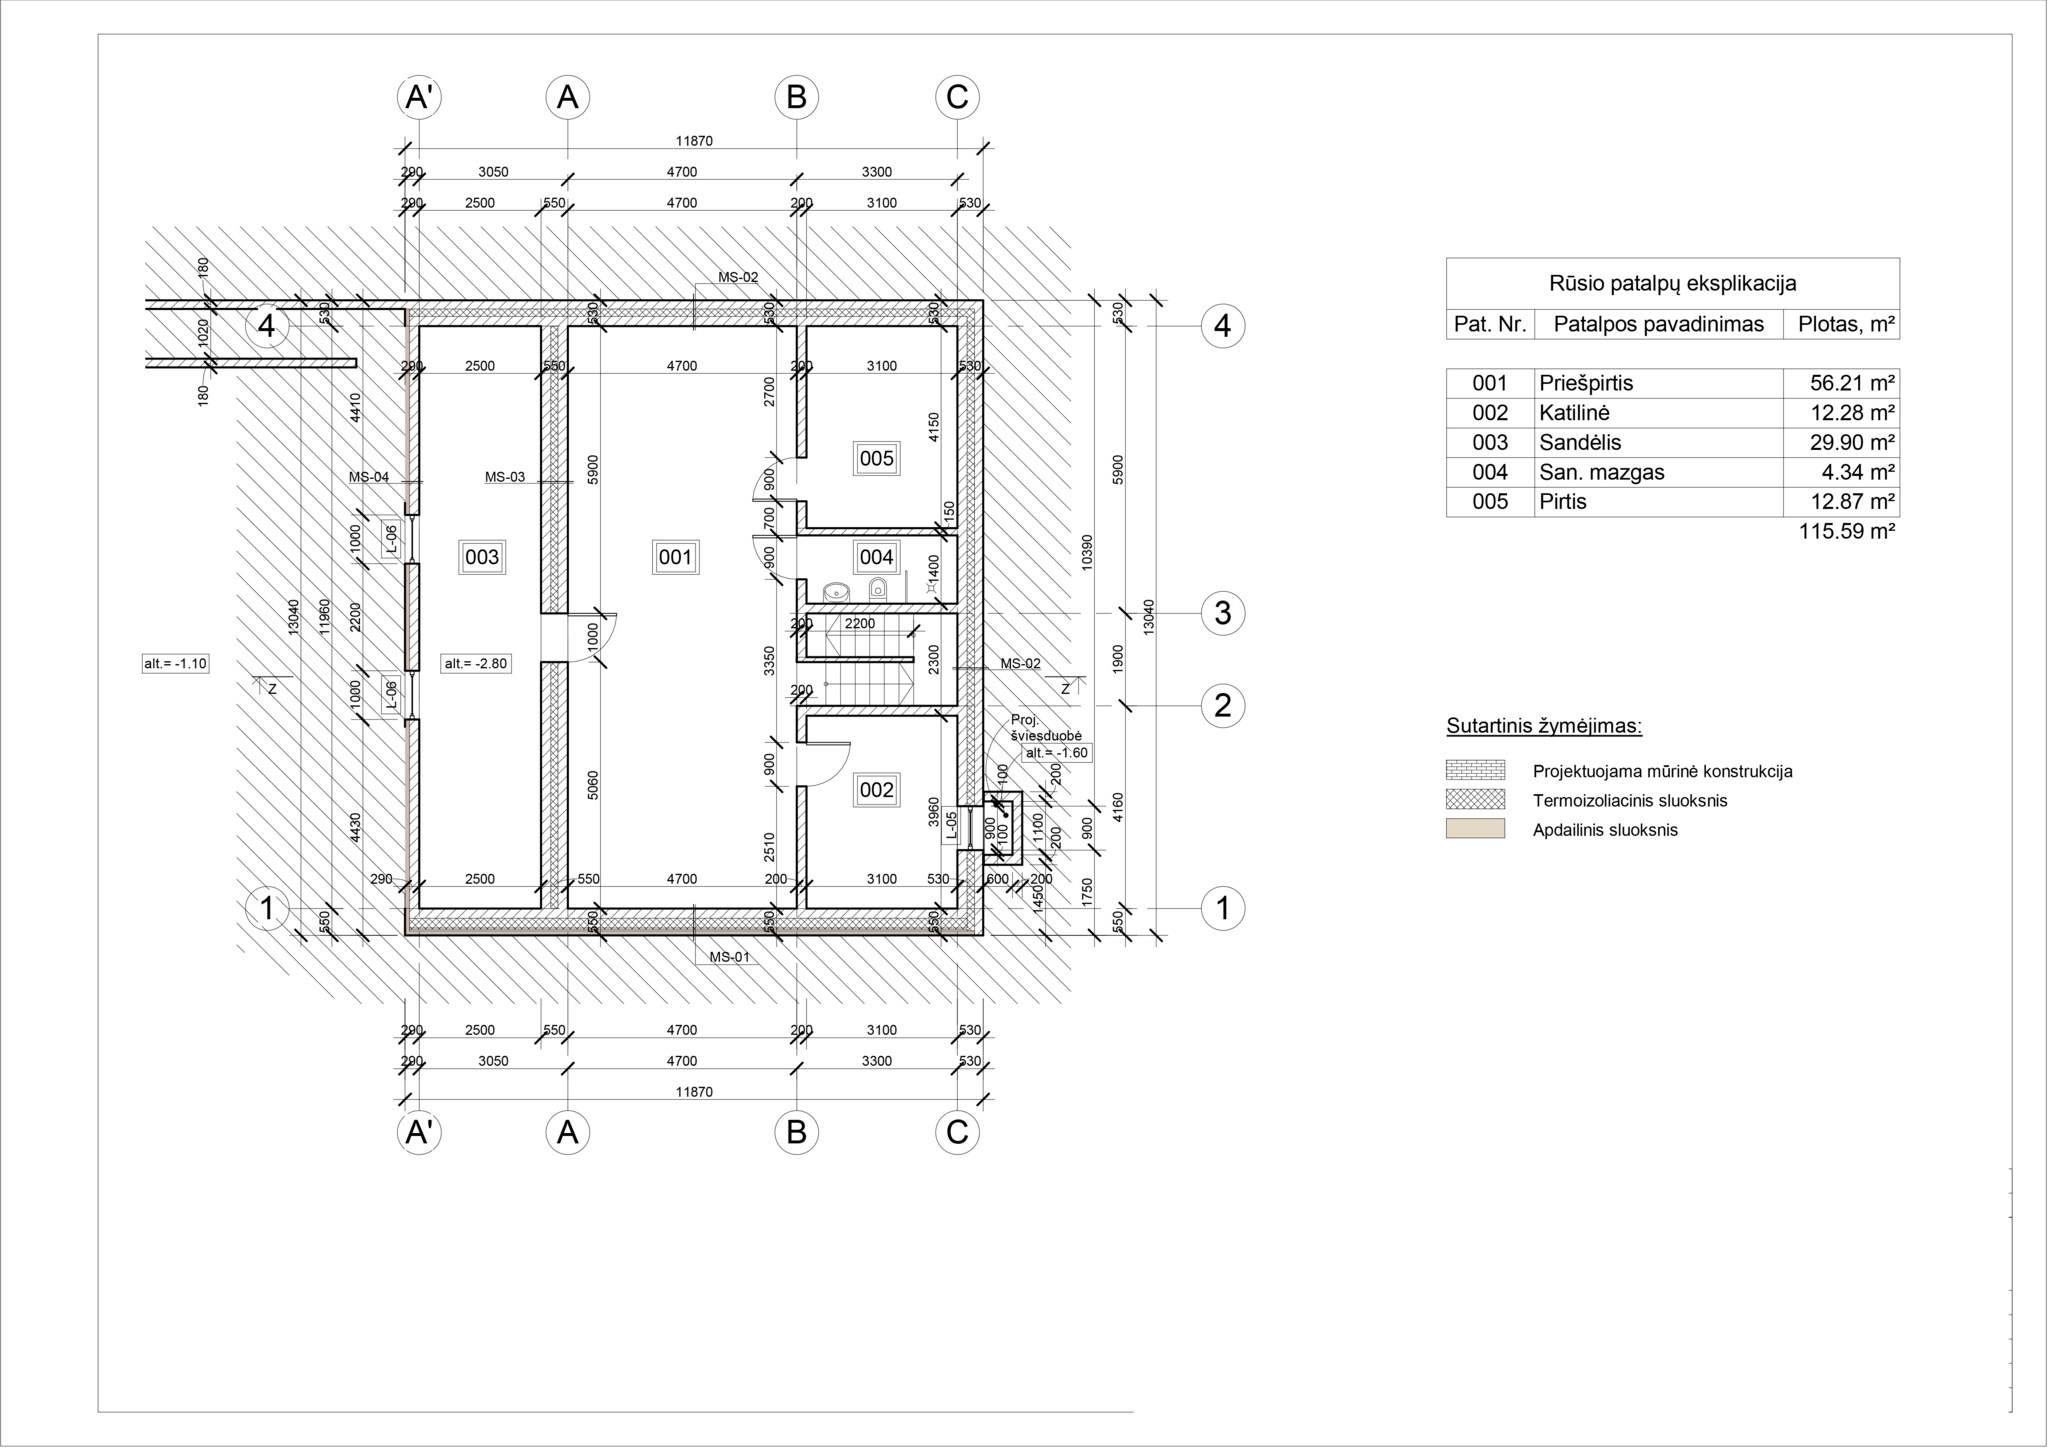 A' A B C
11870
290 3050 4700 3300
290 2500 550 4700 200 3100 530
MS-02
180
1020
180
4
530
530
530
530
530
4
290 2500 550 4700 200 3100 530
4410
2700
4150
5900
900
5900
MS-04
MS-03
005
700
150
L-06
1000
003
001
004
900
1400
10390
13040
11960
2200
3
13040
1000
200 2200
3350
2300
1900
MS-02
alt.= -1.10
alt.= -2.80
Z
Z
L-06
1000
200
2
Proj.
šviesduobė
alt.= -1.60
900
002
100
200
5060
3960
L-05
900
100
1100
200
900
4160
4430
2510
290 2500 550 4700 200 3100 530 600 200
1450
1750
1
550
550
550
550
550
1
MS-01
290 2500 550 4700 200 3100 530
290 3050 4700 3300 530
11870
A' A B C
Rūsio patalpų eksplikacija
Pat. Nr. Patalpos pavadinimas Plotas, m²
001 Priešpirtis 56.21 m²
002 Katilinė 12.28 m²
003 Sandėlis 29.90 m²
004 San. mazgas 4.34 m²
005 Pirtis 12.87 m²
115.59 m²
Sutartinis žymėjimas:
Projektuojama mūrinė konstrukcija
Termoizoliacinis sluoksnis
Apdailinis sluoksnis